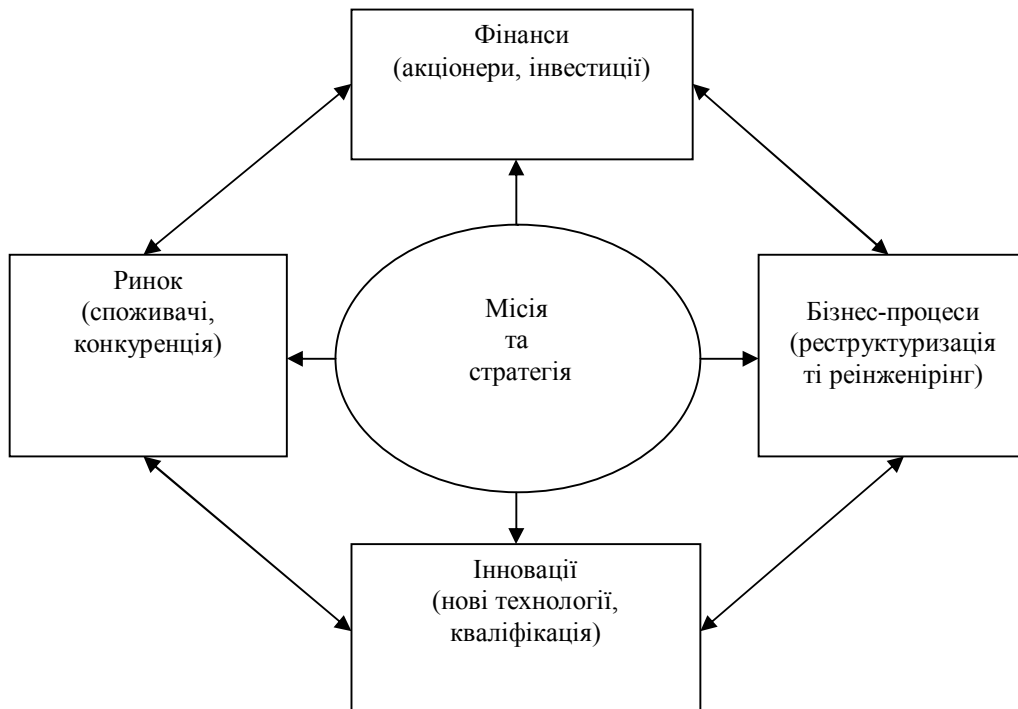 Фінанси
(акціонери, інвестиції)
Ринок
(споживачі,
конкуренція)
Місія
та
стратегія
Бізнес-процеси
(реструктуризація
ті реінженірінг)
Інновації
(нові технології,
кваліфікація)